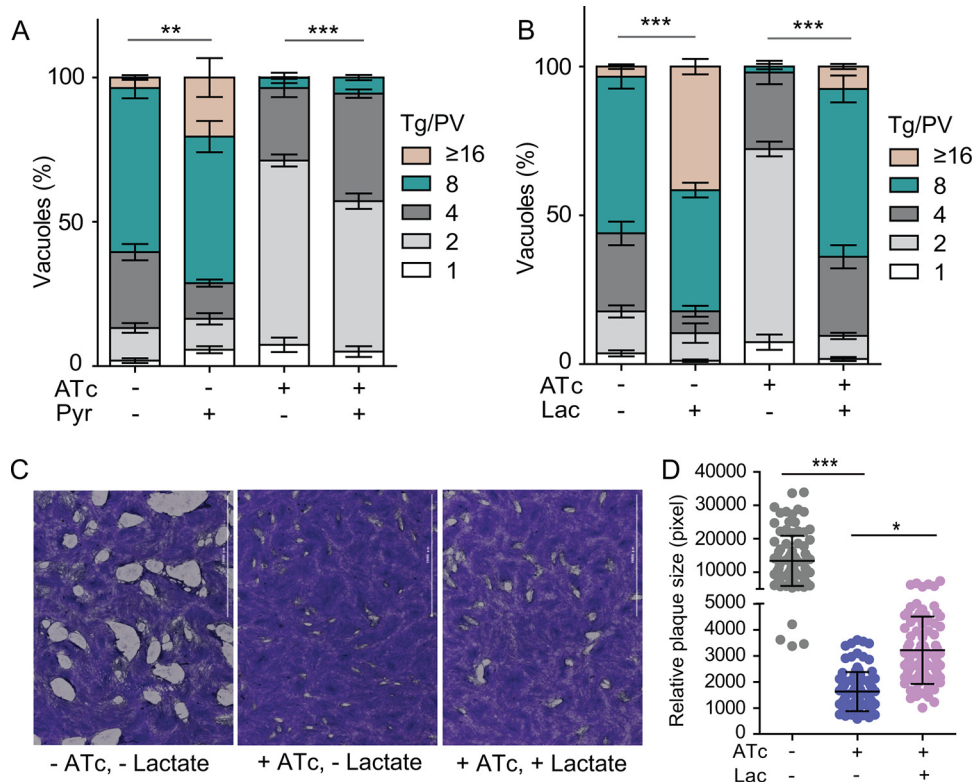 A
** ***
100
50
0
Vacuoles (%)
Tg/PV
≥16
8
4
2
1
ATc - - + +
Pyr - + - +
B
*** ***
100
50
0
Vacuoles (%)
Tg/PV
≥16
8
4
2
1
ATc - - + +
Lac - + - +
C
- ATc, - Lactate
+ ATc, - Lactate
+ ATc, + Lactate
D
***
*
40000
30000
20000
10000
5000
4000
3000
2000
1000
0
Relative plaque size (pixel)
ATc - + +
Lac - - +